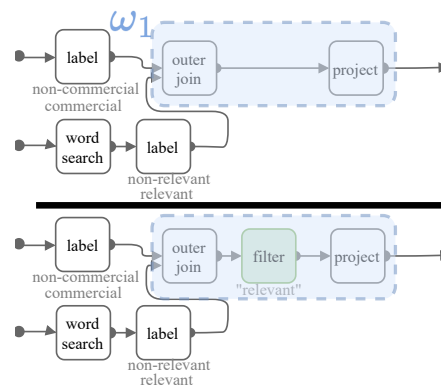 ω1
label
outer
join
project
non-commercial
commercial
word
search
label
non-relevant
relevant
label
outer
join
filter
project
non-commercial
commercial
"relevant"
word
search
label
non-relevant
relevant